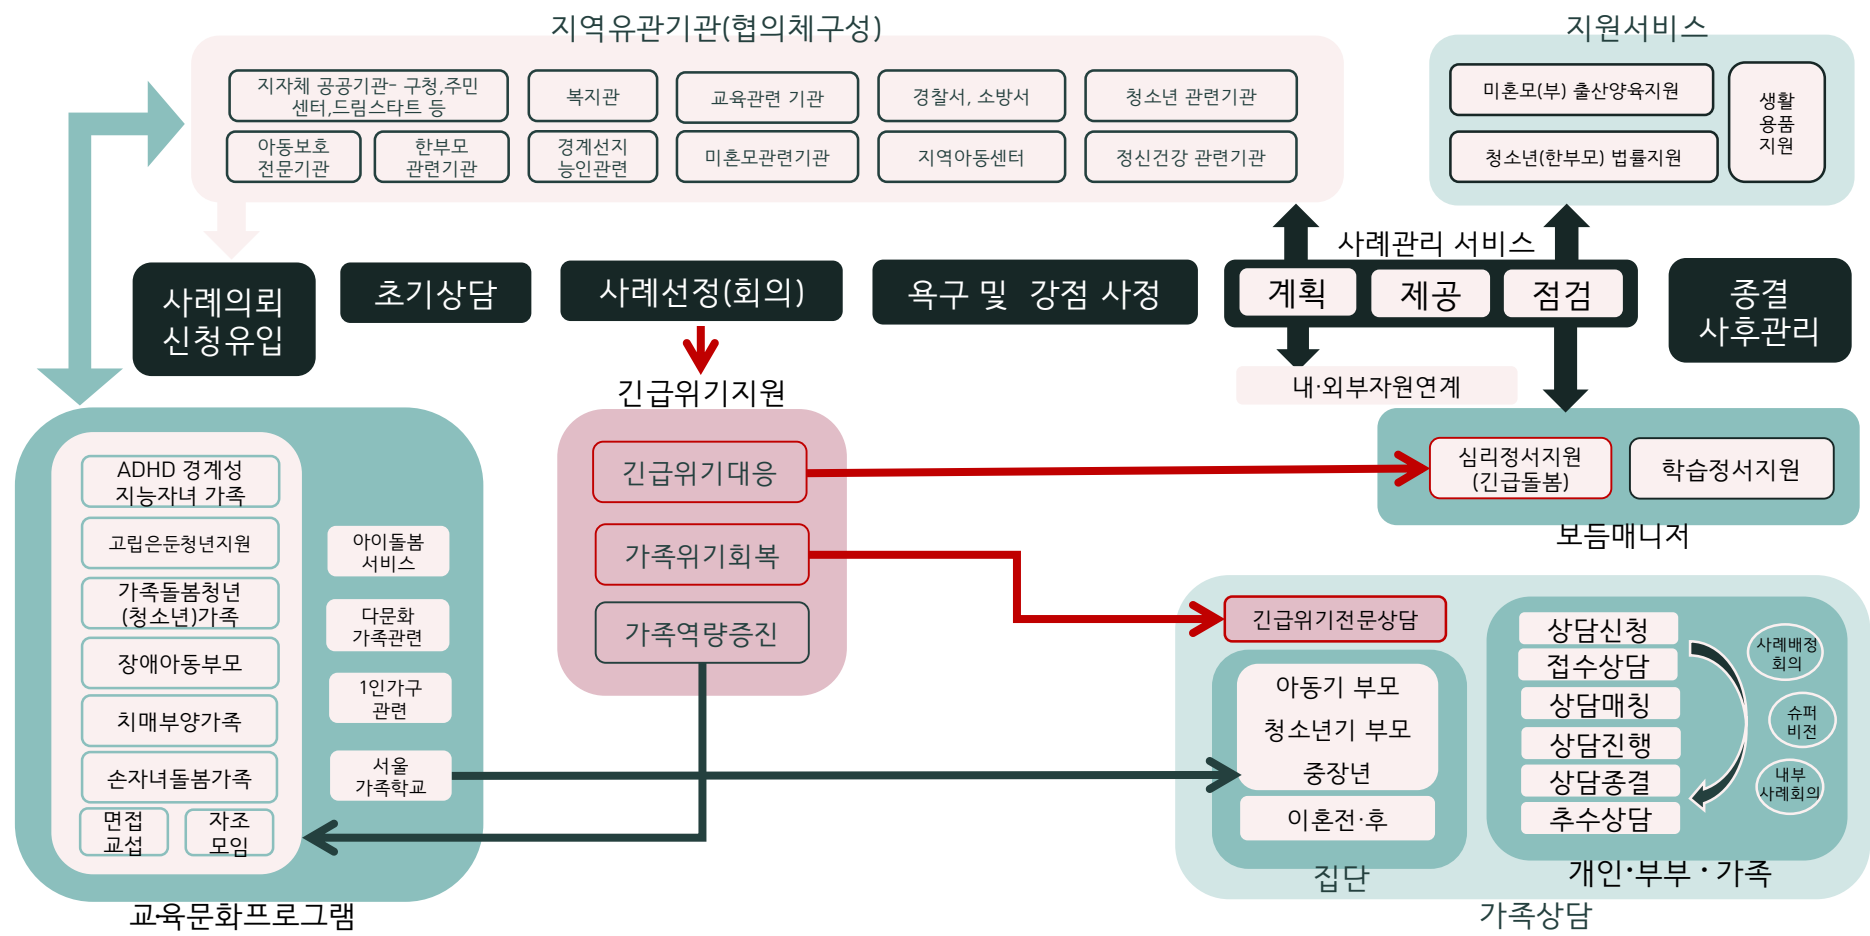 지역유관기관(협의체구성)
지자체 공공기관- 구청,주민
센터,드림스타트 등
복지관
교육관련 기관
경찰서, 소방서
청소년 관련기관
아동보호
전문기관
한부모
관련기관
경계선지
능인관련
미혼모관련기관
지역아동센터
정신건강 관련기관
지원서비스
미혼모(부) 출산양육지원
청소년(한부모) 법률지원
생활
용품
지원
사례의뢰
신청유입
초기상담
사례선정(회의)
욕구 및 강점 사정
사례관리 서비스
계획
제공
점검
종결
사후관리
내·외부자원연계
긴급위기지원
긴급위기대응
가족위기회복
가족역량증진
심리정서지원
(긴급돌봄)
학습정서지원
보듬매니저
ADHD 경계성
지능자녀 가족
고립은둔청년지원
가족돌봄청년
(청소년)가족
장애아동부모
치매부양가족
손자녀돌봄가족
면접
교섭
자조
모임
아이돌봄
서비스
다문화
가족관련
1인가구
관련
서울
가족학교
교육문화프로그램
긴급위기전문상담
아동기 부모
청소년기 부모
중장년
이혼전·후
집단
상담신청
접수상담
상담매칭
상담진행
상담종결
추수상담
사례배정
회의
슈퍼
비전
내부
사례회의
개인·부부·가족
가족상담